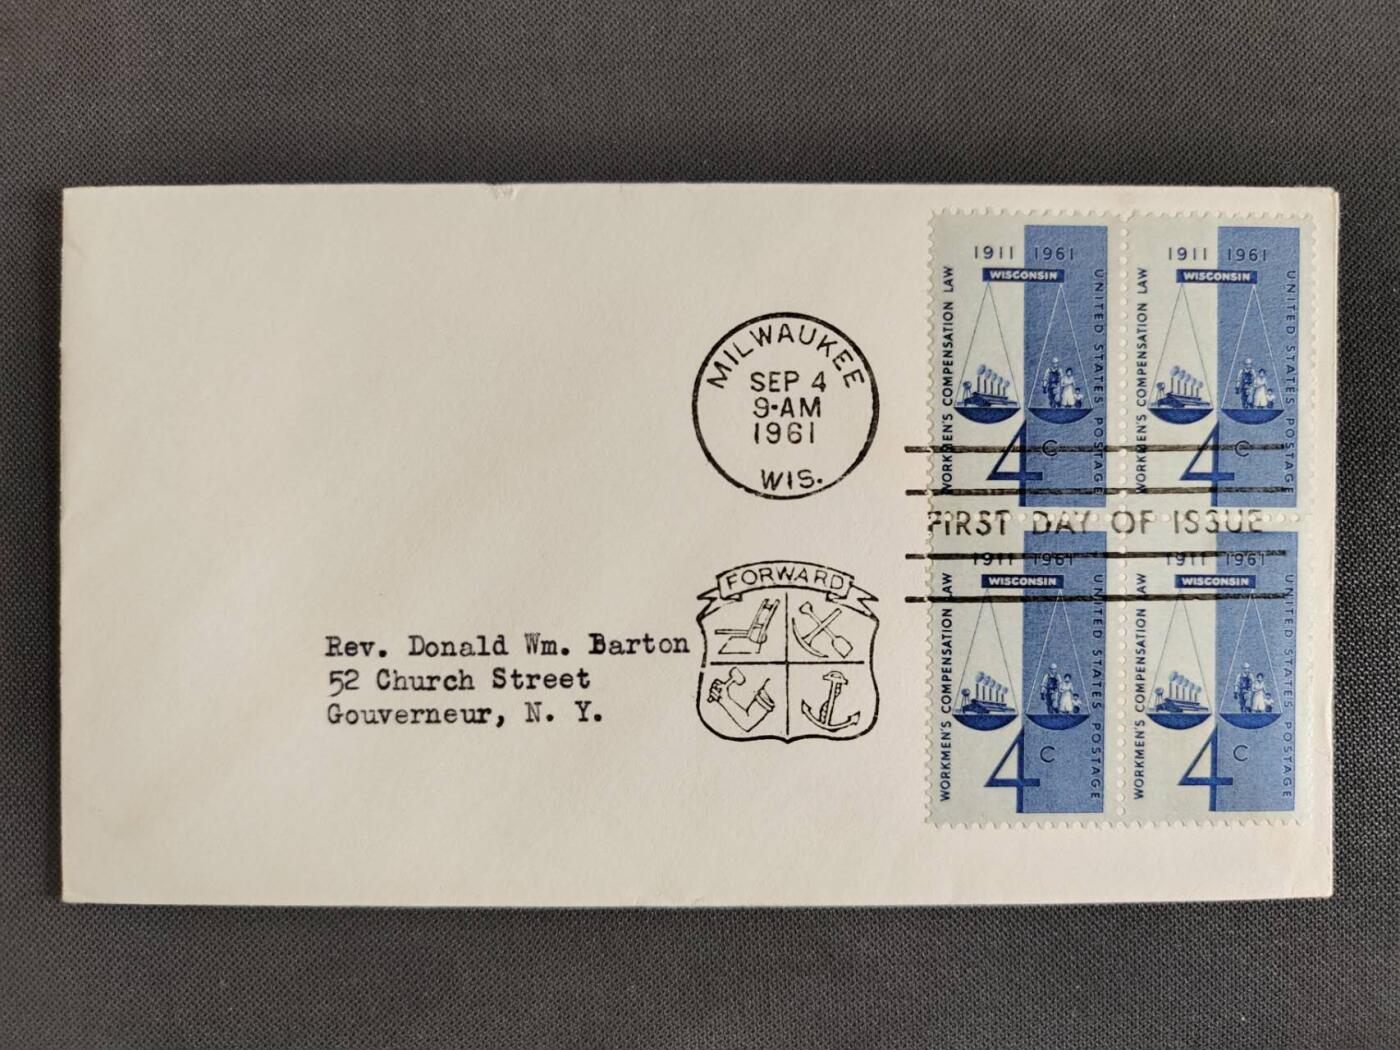 MILWAUKEE
SEP 4
9-AM
1961
WIS.
FORWARD
Rev. Donald Wm. Barton
52 Church Street
Gouverneur, N. Y.
1911 1961
WISCONSIN
WORKMEN'S COMPENSATION LAW
UNITED STATES POSTAGE
4 C
1911 1961
WISCONSIN
WORKMEN'S COMPENSATION LAW
UNITED STATES POSTAGE
4 C
FIRST DAY OF ISSUE
1911 1961
WISCONSIN
WORKMEN'S COMPENSATION LAW
UNITED STATES POSTAGE
4 C
1911 1961
WISCONSIN
WORKMEN'S COMPENSATION LAW
UNITED STATES POSTAGE
4 C